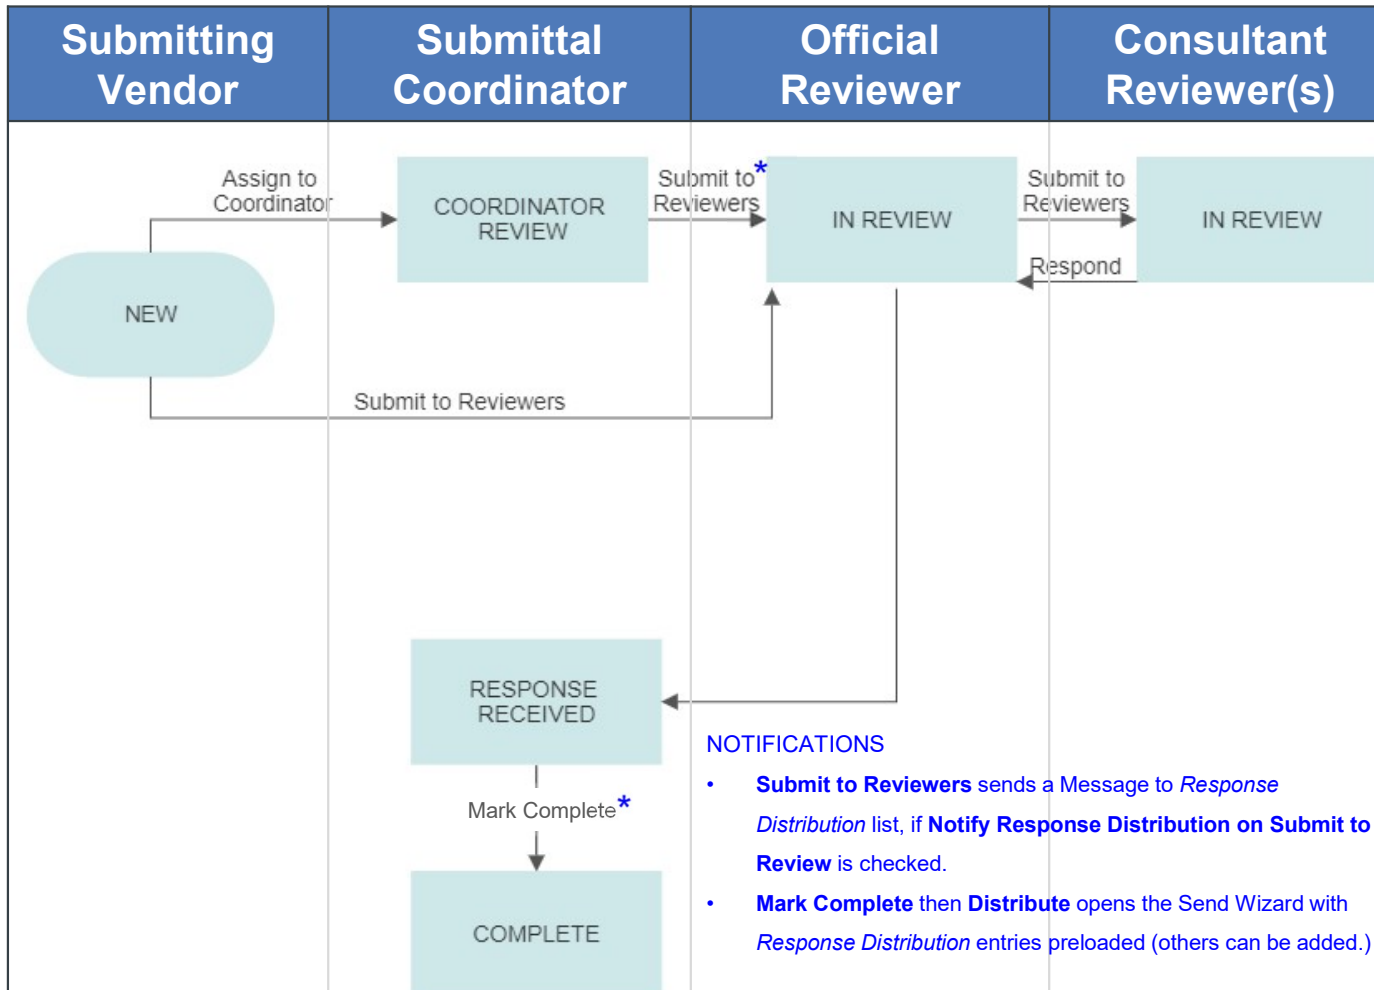 Submitting
Vendor
Submittal
Coordinator
Official
Reviewer
Consultant
Reviewer(s)
Assign to
Coordinator
COORDINATOR
REVIEW
Submit to*
Reviewers
IN REVIEW
Submit to
Reviewers
IN REVIEW
Respond
NEW
Submit to Reviewers
RESPONSE
RECEIVED
Mark Complete*
COMPLETE
NOTIFICATIONS
• Submit to Reviewers sends a Message to Response
Distribution list, if Notify Response Distribution on Submit to
Review is checked.
• Mark Complete then Distribute opens the Send Wizard with
Response Distribution entries preloaded (others can be added.)